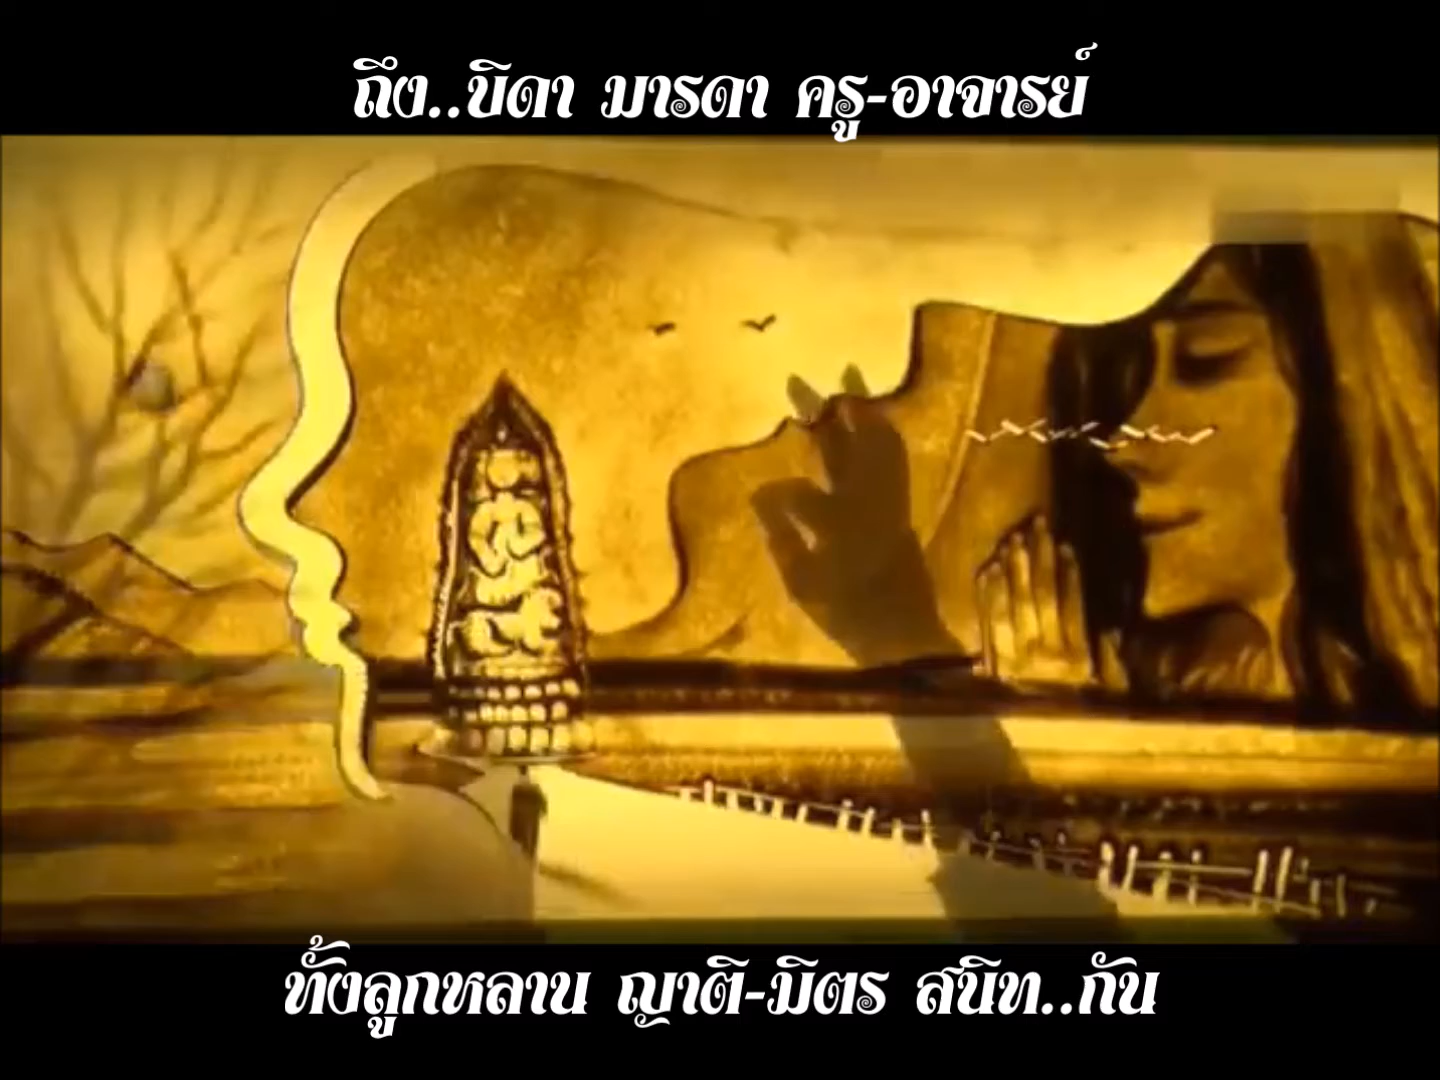 ถึง..บิดา มารดา ครู-อาจารย์
ทั้งลูกหลาน ญาติ-มิตร สนิท..กัน